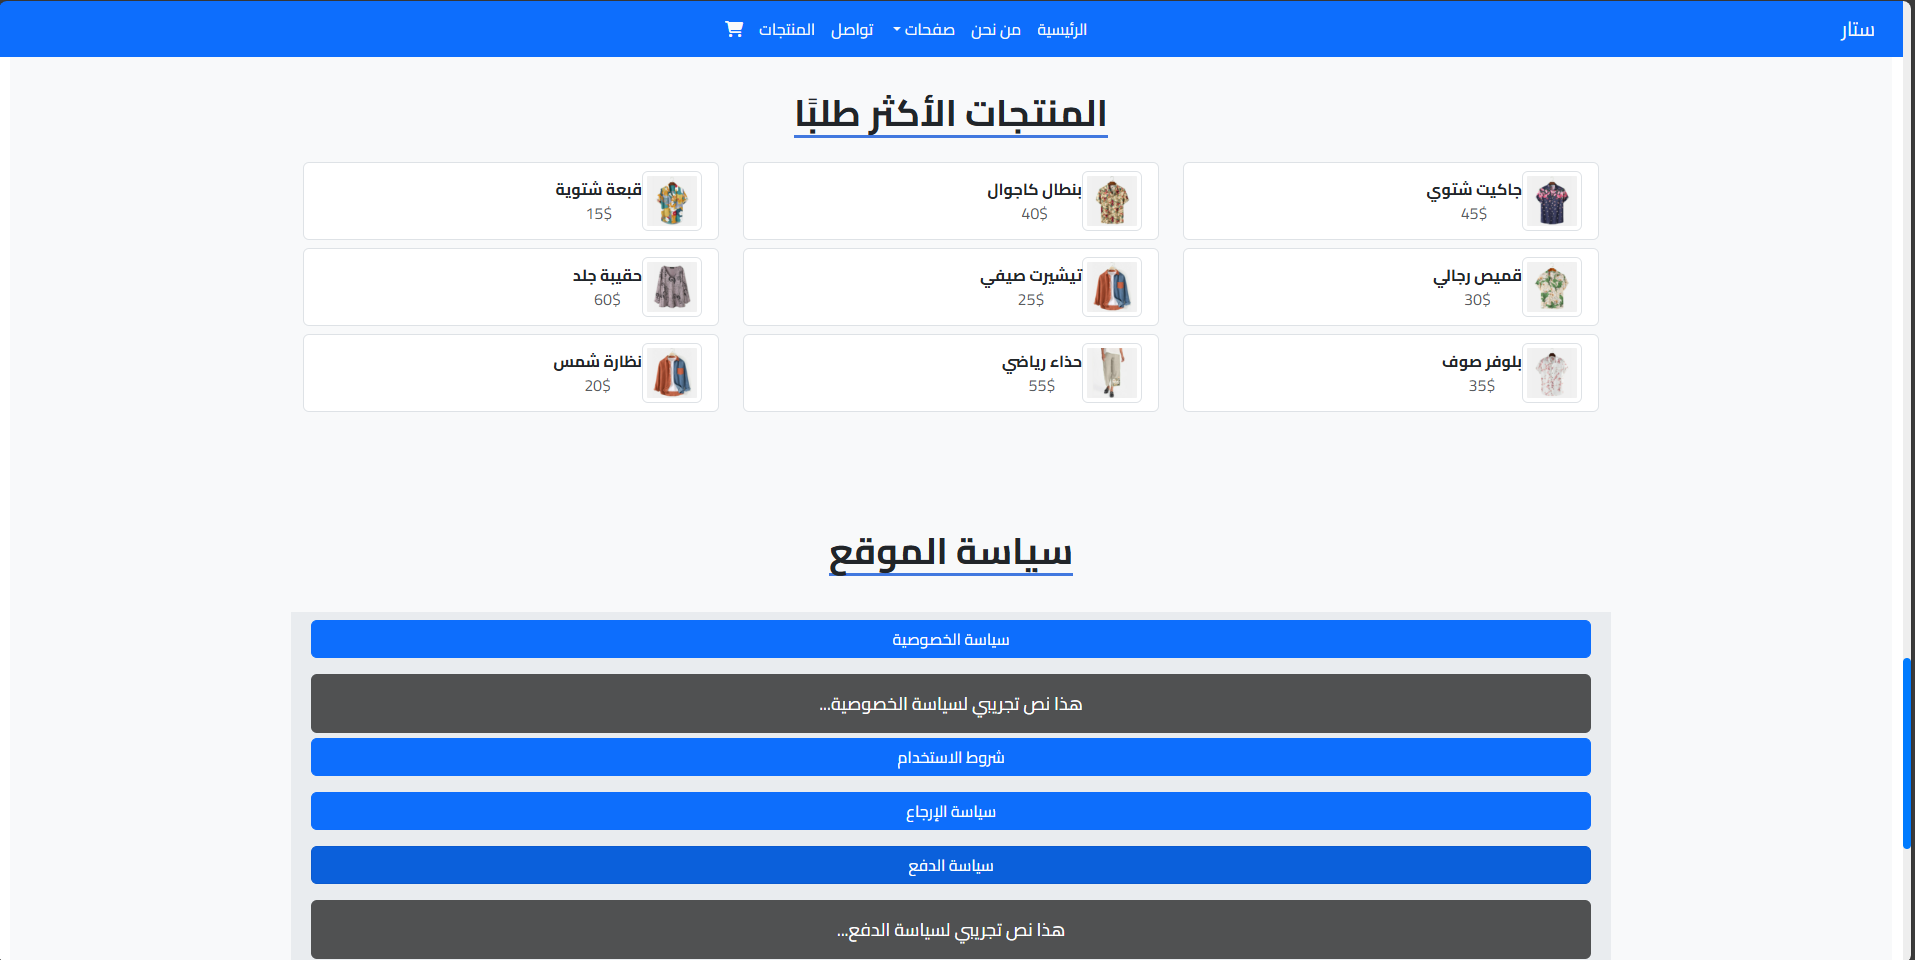 ستار
الرئيسية من نحن صفحات تواصل المنتجات
المنتجات الأكثر طلبًا
جاكيت شتوي
45$
بنطال كاجوال
40$
قبعة شتوية
15$
قميص رجالي
30$
تيشيرت صيفي
25$
حقيبة جلد
60$
بلوفر صوف
35$
حذاء رياضي
55$
نظارة شمس
20$
سياسة الموقع
سياسة الخصوصية
هذا نص تجريبي لسياسة الخصوصية...
شروط الاستخدام
سياسة الإرجاع
سياسة الدفع
هذا نص تجريبي لسياسة الدفع...